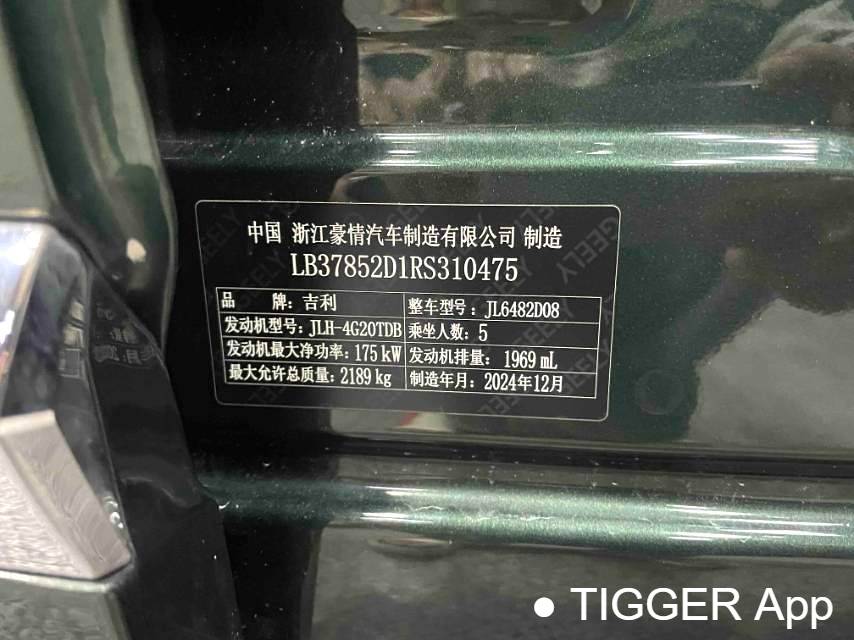 中国 浙江豪情汽车制造有限公司 制造
LB37852D1RS310475
品 牌: 吉利 整车型号: JL6482D08
发动机型号: JLH-4G20TDB 乘坐人数: 5
发动机最大净功率: 175 kW 发动机排量: 1969 mL
最大允许总质量: 2189 kg 制造年月: 2024年12月
GEELY GEELY GEELY GEELY
● TIGGER App